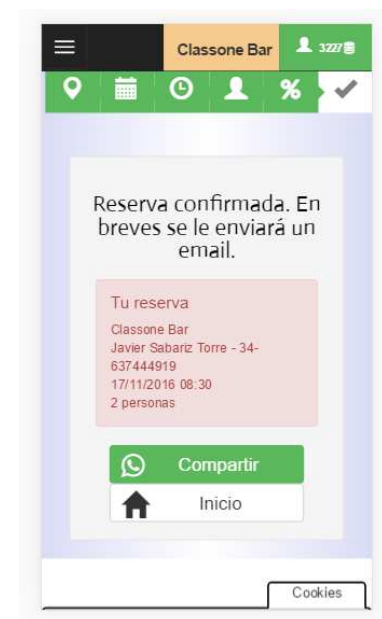 Classone Bar 3227
%
Reserva confirmada. En
breves se le enviará un
email.
Tu reserva
Classone Bar
Javier Sabariz Torre - 34-
637444919
17/11/2016 08:30
2 personas
Compartir
Inicio
Cookies